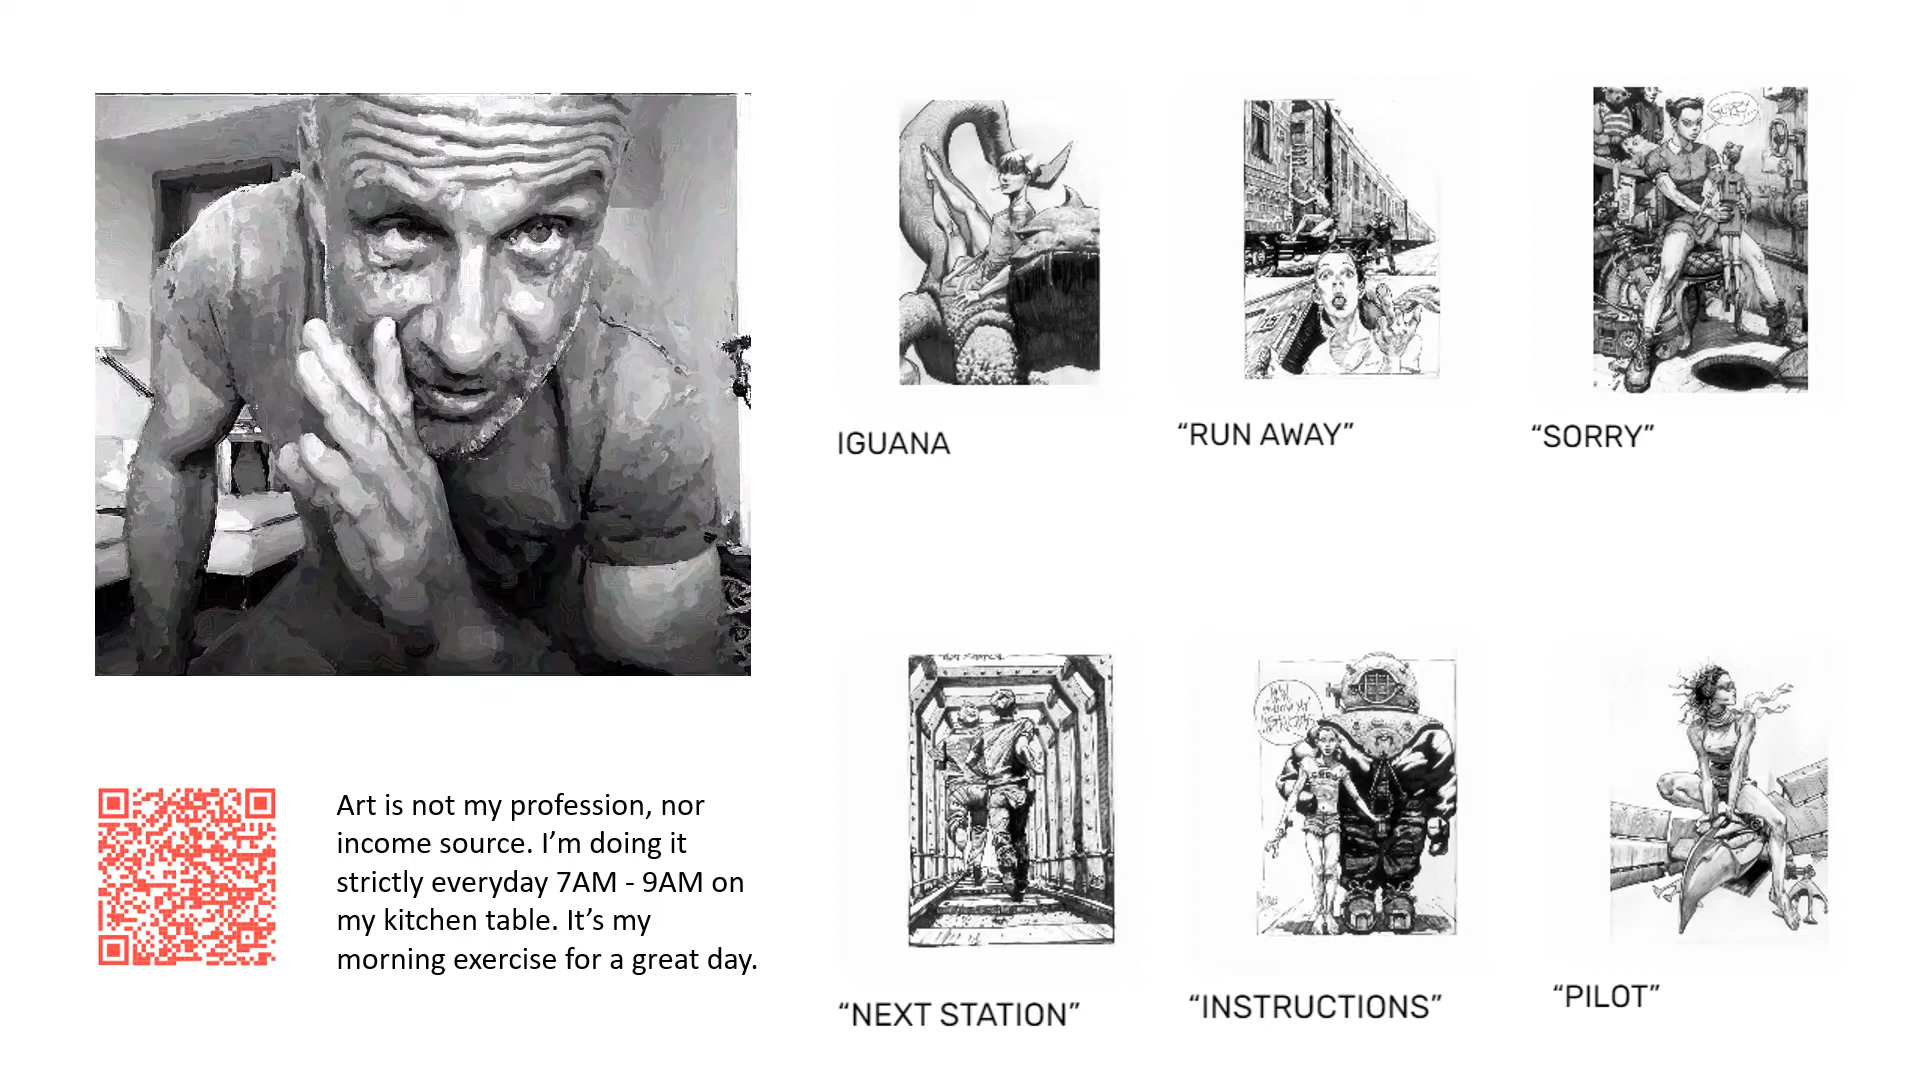 IGUANA
“RUN AWAY”
“SORRY”
SORRY...
“NEXT STATION”
“INSTRUCTIONS”
“PILOT”
Art is not my profession, nor
income source. I’m doing it
strictly everyday 7AM - 9AM on
my kitchen table. It’s my
morning exercise for a great day.